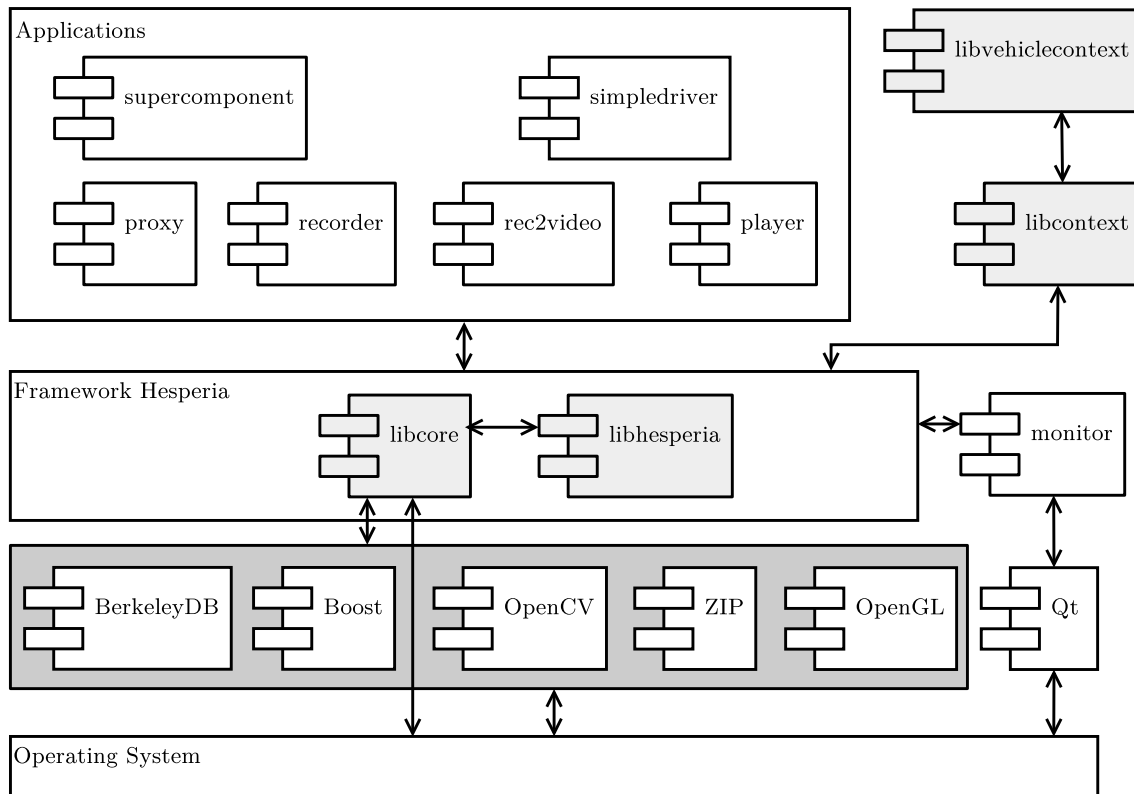 Applications
libvehiclecontext
supercomponent
simpledriver
proxy
recorder
rec2video
player
libcontext
Framework Hesperia
libcore
libhesperia
monitor
BerkeleyDB
Boost
OpenCV
ZIP
OpenGL
Qt
Operating System